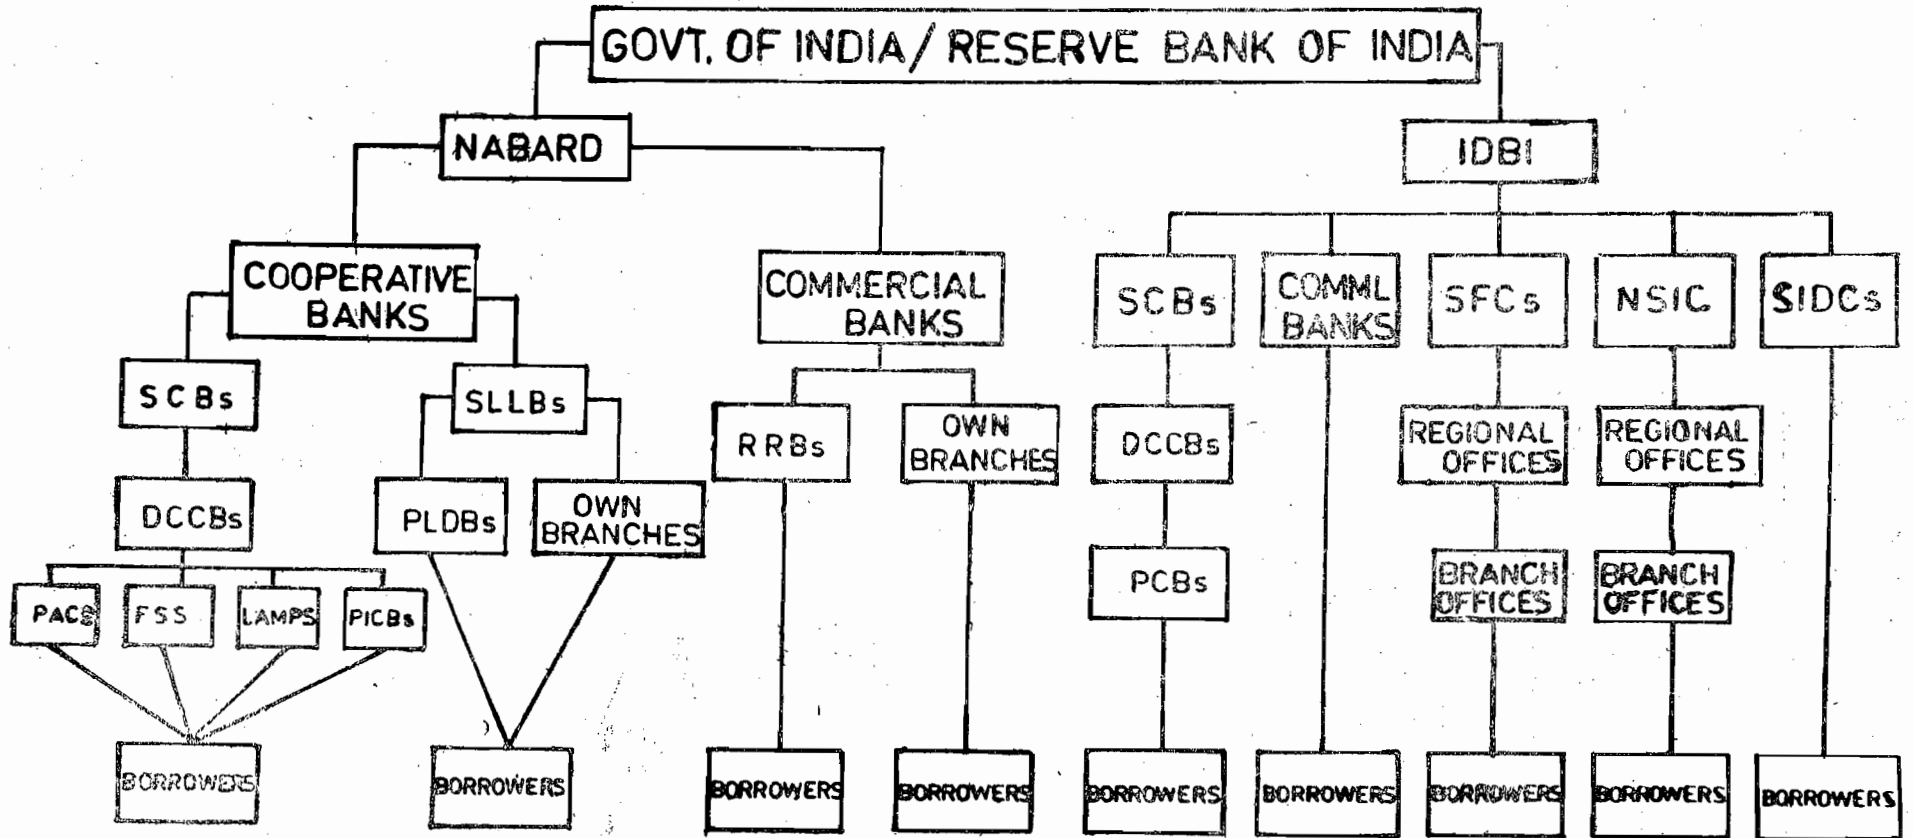 GOVT. OF INDIA / RESERVE BANK OF INDIA
NABARD
IDBI
COOPERATIVE
BANKS
COMMERCIAL
BANKS
SCBs
COMML
BANKS
SFCs
NSIC
SIDCs
SCBs
SLLBs
RRBs
OWN
BRANCHES
DCCBs
REGIONAL
OFFICES
REGIONAL
OFFICES
DCCBs
PLDBs
OWN
BRANCHES
PCBs
BRANCH
OFFICES
BRANCH
OFFICES
PACS
FSS
LAMPS
PICBs
BORROWERS
BORROWERS
BORROWERS
BORROWERS
BORROWERS
BORROWERS
BORROWERS
BORROWERS
BORROWERS